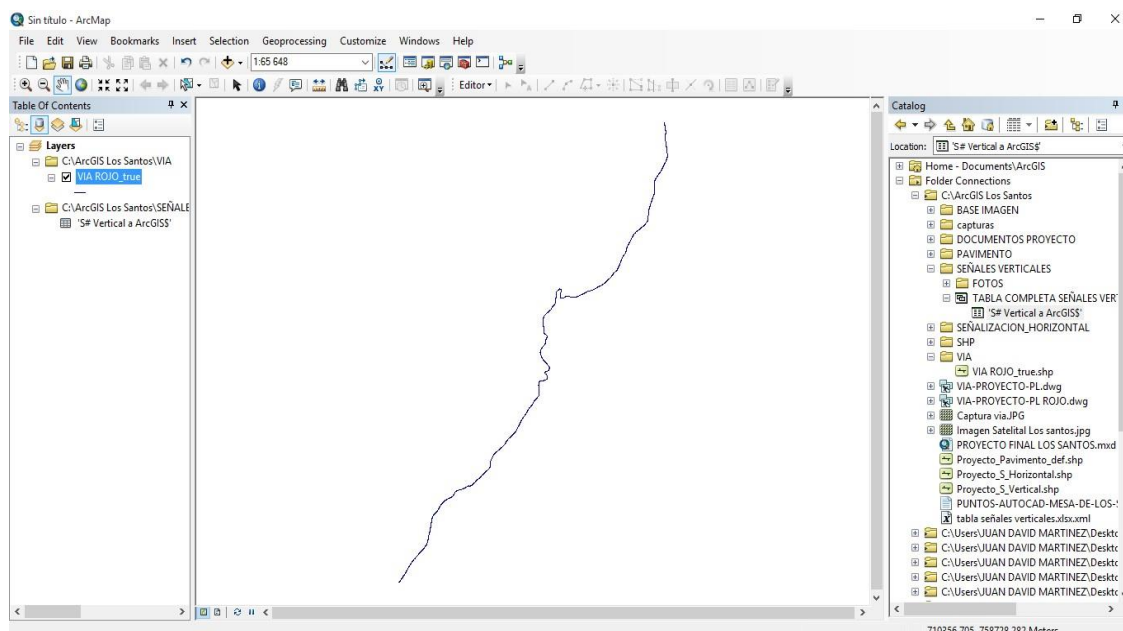 Sin título - ArcMap
File Edit View Bookmarks Insert Selection Geoprocessing Customize Windows Help
1:65 648
Editor
Table Of Contents
Layers
C:\ArcGIS Los Santos\VIA
VIA ROJO_true
C:\ArcGIS Los Santos\SEÑALE
'S# Vertical a ArcGIS$'
Catalog
Location: 'S# Vertical a ArcGIS$'
Home - Documents\ArcGIS
Folder Connections
C:\ArcGIS Los Santos
BASE IMAGEN
capturas
DOCUMENTOS PROYECTO
PAVIMENTO
SEÑALES VERTICALES
FOTOS
TABLA COMPLETA SEÑALES VER
'S# Vertical a ArcGIS$'
SEÑALIZACION_HORIZONTAL
SHP
VIA
VIA ROJO_true.shp
VIA-PROYECTO-PL.dwg
VIA-PROYECTO-PL ROJO.dwg
Captura via.JPG
Imagen Satelital Los santos.jpg
PROYECTO FINAL LOS SANTOS.mxd
Proyecto_Pavimento_def.shp
Proyecto_S_Horizontal.shp
Proyecto_S_Vertical.shp
PUNTOS-AUTOCAD-MESA-DE-LOS-
tabla señales verticales.xlsx.xml
C:\Users\JUAN DAVID MARTINEZ\Deskto
C:\Users\JUAN DAVID MARTINEZ\Deskto
C:\Users\JUAN DAVID MARTINEZ\Deskto
C:\Users\JUAN DAVID MARTINEZ\Deskto
C:\Users\JUAN DAVID MARTINEZ\Deskto
710356,705 758728,282 Meters